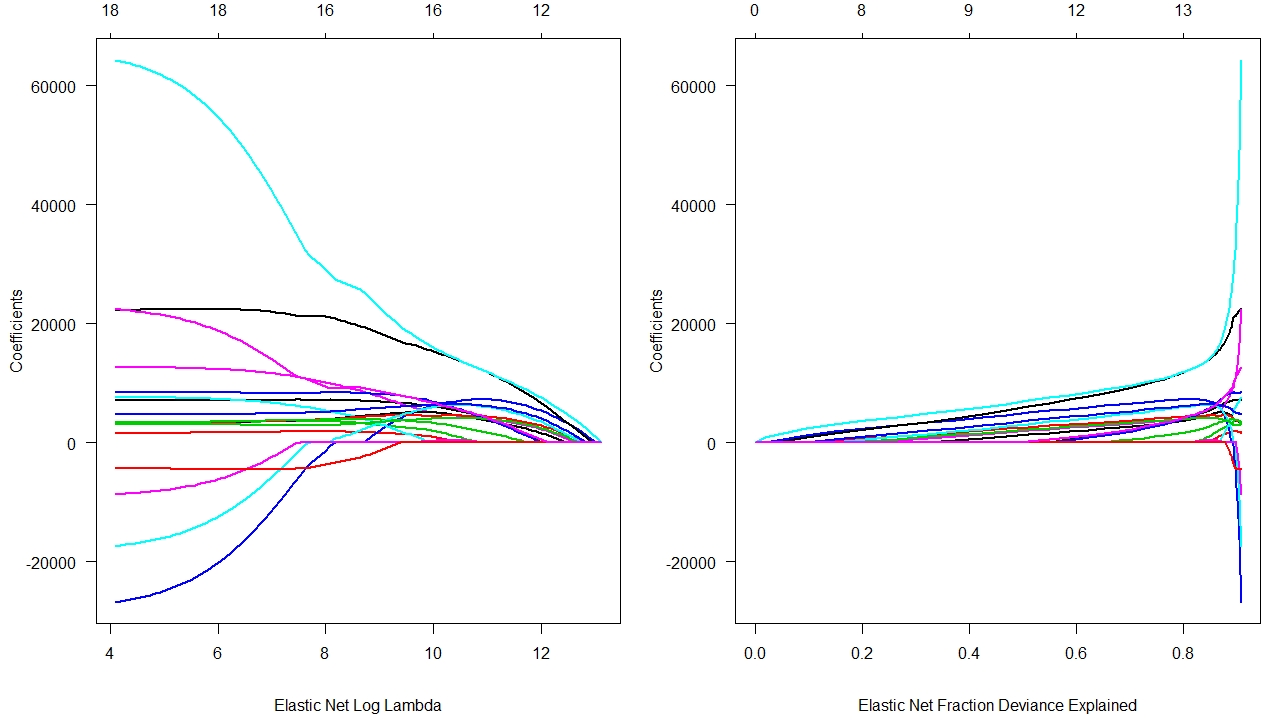 18 18 16 16 12
60000
40000
20000
0
-20000
Coefficients
4 6 8 10 12
Elastic Net Log Lambda
0 8 9 12 13
60000
40000
20000
0
-20000
Coefficients
0.0 0.2 0.4 0.6 0.8
Elastic Net Fraction Deviance Explained